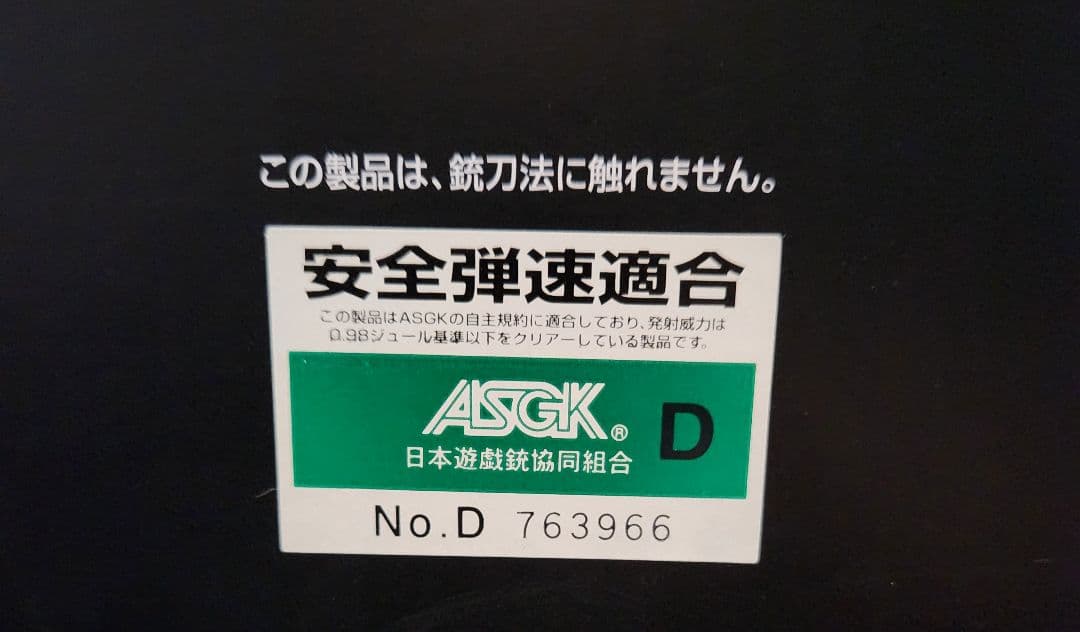 この製品は、銃刀法に触れません。
安全弾速適合
この製品はASGKの自主規約に適合しており、発射威力は
0.98ジュール基準以下をクリアーしている製品です。
ASGK® D
日本遊戯銃協同組合
No.D 763966